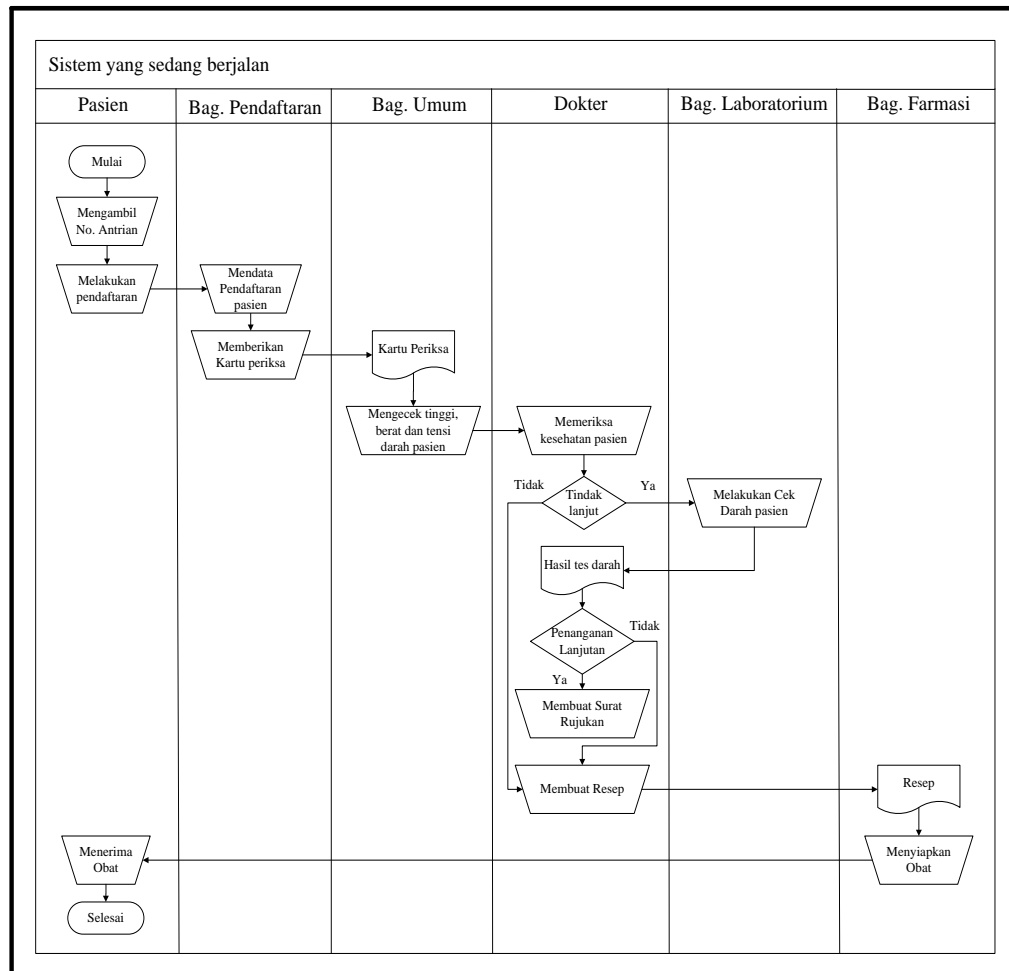 Sistem yang sedang berjalan
Pasien
Bag. Pendaftaran
Bag. Umum
Dokter
Bag. Laboratorium
Bag. Farmasi
Mulai
Mengambil
No. Antrian
Melakukan
pendaftaran
Mendata
Pendaftaran
pasien
Memberikan
Kartu periksa
Kartu Periksa
Mengecek tinggi,
berat dan tensi
darah pasien
Memeriksa
kesehatan pasien
Tidak
Tindak
lanjut
Ya
Melakukan Cek
Darah pasien
Hasil tes darah
Penanganan
Lanjutan
Tidak
Ya
Membuat Surat
Rujukan
Membuat Resep
Resep
Menyiapkan
Obat
Menerima
Obat
Selesai